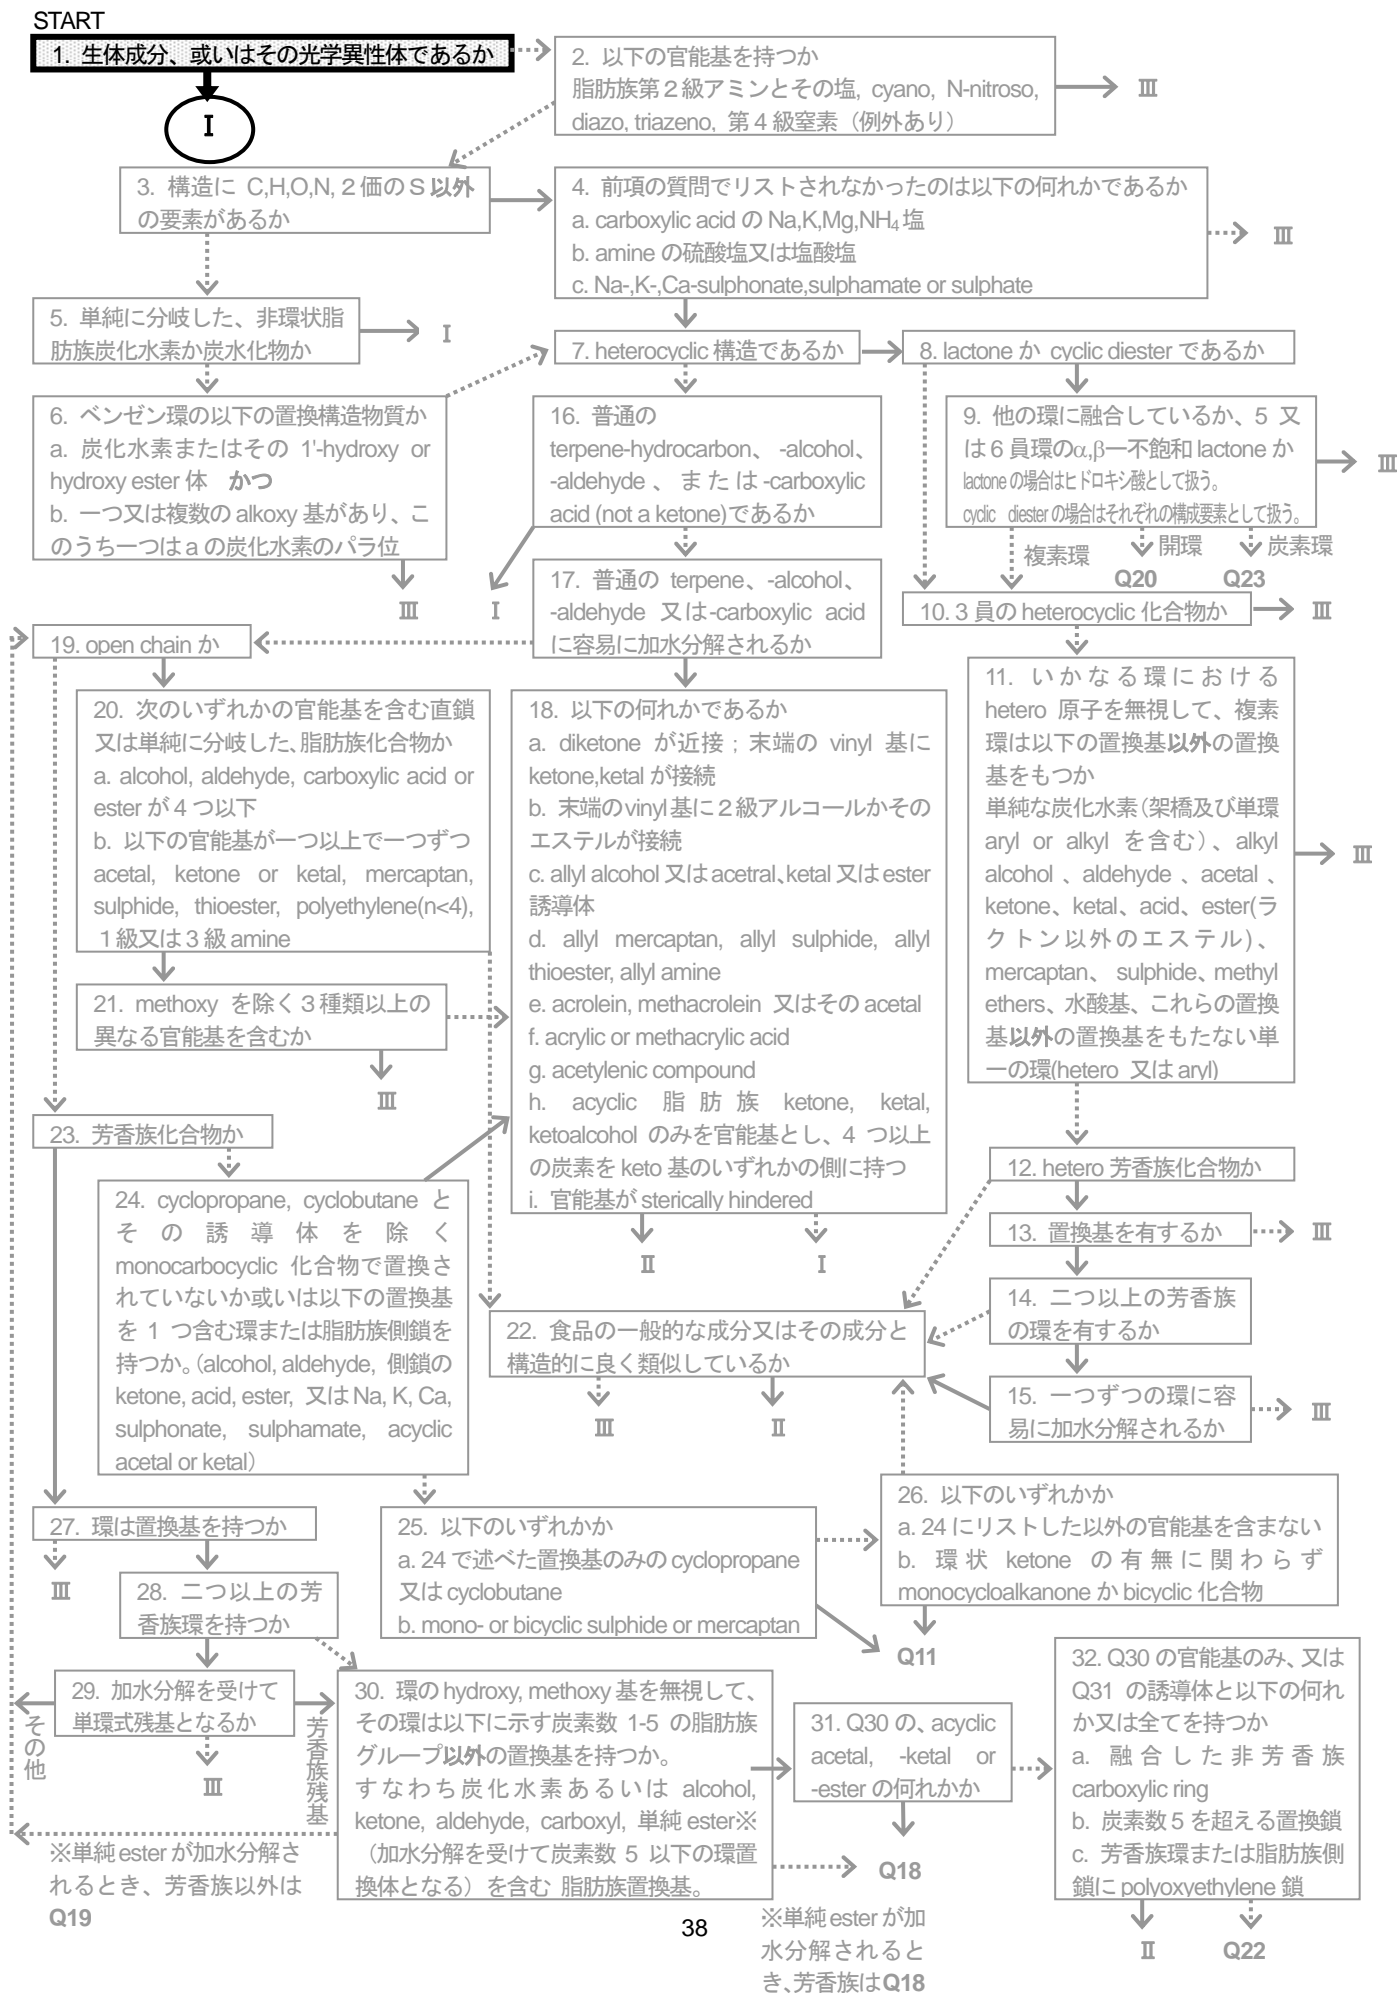 START
1. 生体成分、或いはその光学異性体であるか
I
2. 以下の官能基を持つか
脂肪族第２級アミンとその塩, cyano, N-nitroso,
diazo, triazeno, 第４級窒素（例外あり）
III
3. 構造に C,H,O,N, 2 価の S 以外
の要素があるか
4. 前項の質問でリストされなかったのは以下の何れかであるか
a. carboxylic acid の Na,K,Mg,NH₄ 塩
b. amine の硫酸塩又は塩酸塩
c. Na-,K-,Ca-sulphonate,sulphamate or sulphate
III
5. 単純に分岐した、非環状脂
肪族炭化水素か炭水化物か
I
6. ベンゼン環の以下の置換構造物質か
a. 炭化水素またはその 1'-hydroxy or
hydroxy ester 体 かつ
b. 一つ又は複数の alkoxy 基があり、こ
のうち一つは a の炭化水素のパラ位
III
7. heterocyclic 構造であるか
8. lactone か cyclic diester であるか
9. 他の環に融合しているか、5 又
は 6 員環のα,β―不飽和 lactone か
lactone の場合はヒドロキシ酸として扱う。
cyclic diester の場合はそれぞれの構成要素として扱う。
III
複素環
開環
炭素環
Q20
Q23
10. 3 員の heterocyclic 化合物か
III
16. 普通の
terpene-hydrocarbon、-alcohol、
-aldehyde 、または-carboxylic
acid (not a ketone)であるか
I
17. 普通の terpene、-alcohol、
-aldehyde 又は-carboxylic acid
に容易に加水分解されるか
19. open chain か
11. いかなる環における
hetero 原子を無視して、複素
環は以下の置換基以外の置換
基をもつか
単純な炭化水素（架橋及び単環
aryl or alkyl を含む）、alkyl
alcohol 、aldehyde 、acetal 、
ketone、ketal、acid、ester(ラ
クトン以外のエステル)、
mercaptan、sulphide、methyl
ethers、水酸基、これらの置換
基以外の置換基をもたない単
一の環(hetero 又は aryl)
III
20. 次のいずれかの官能基を含む直鎖
又は単純に分岐した、脂肪族化合物か
a. alcohol, aldehyde, carboxylic acid or
ester が 4 つ以下
b. 以下の官能基が一つ以上で一つずつ
acetal, ketone or ketal, mercaptan,
sulphide, thioester, polyethylene(n<4),
１級又は３級 amine
18. 以下の何れかであるか
a. diketone が近接；末端の vinyl 基に
ketone,ketal が接続
b. 末端の vinyl 基に２級アルコールかその
エステルが接続
c. allyl alcohol 又は acetral、ketal 又は ester
誘導体
d. allyl mercaptan, allyl sulphide, allyl
thioester, allyl amine
e. acrolein, methacrolein 又はその acetal
f. acrylic or methacrylic acid
g. acetylenic compound
h. acyclic 脂肪族 ketone, ketal,
ketoalcohol のみを官能基とし、4 つ以上
の炭素を keto 基のいずれかの側に持つ
i. 官能基が sterically hindered
II
I
21. methoxy を除く３種類以上の
異なる官能基を含むか
III
23. 芳香族化合物か
12. hetero 芳香族化合物か
13. 置換基を有するか
III
14. 二つ以上の芳香族
の環を有するか
15. 一つずつの環に容
易に加水分解されるか
III
24. cyclopropane, cyclobutane と
その誘導体を除く
monocarbocyclic 化合物で置換さ
れていないか或いは以下の置換基
を 1 つ含む環または脂肪族側鎖を
持つか。（alcohol, aldehyde, 側鎖の
ketone, acid, ester, 又は Na, K, Ca,
sulphonate, sulphamate, acyclic
acetal or ketal）
22. 食品の一般的な成分又はその成分と
構造的に良く類似しているか
III
II
27. 環は置換基を持つか
III
25. 以下のいずれかか
a. 24 で述べた置換基のみの cyclopropane
又は cyclobutane
b. mono- or bicyclic sulphide or mercaptan
26. 以下のいずれかか
a. 24 にリストした以外の官能基を含まない
b. 環状 ketone の有無に関わらず
monocycloalkanone か bicyclic 化合物
Q11
28. 二つ以上の芳
香族環を持つか
29. 加水分解を受けて
単環式残基となるか
その他
芳香族残基
III
30. 環の hydroxy, methoxy 基を無視して、
その環は以下に示す炭素数 1-5 の脂肪族
グループ以外の置換基を持つか。
すなわち炭化水素あるいは alcohol,
ketone, aldehyde, carboxyl, 単純 ester※
（加水分解を受けて炭素数 5 以下の環置
換体となる）を含む 脂肪族置換基。
31. Q30 の、acyclic
acetal, -ketal or
-ester の何れかか
Q18
32. Q30 の官能基のみ、又は
Q31 の誘導体と以下の何れ
か又は全てを持つか
a. 融合した非芳香族
carboxylic ring
b. 炭素数 5 を超える置換鎖
c. 芳香族環または脂肪族側
鎖に polyoxyethylene 鎖
II
Q22
※単純 ester が加水分解さ
れるとき、芳香族以外は
Q19
※単純 ester が加
水分解されると
き、芳香族は Q18
38